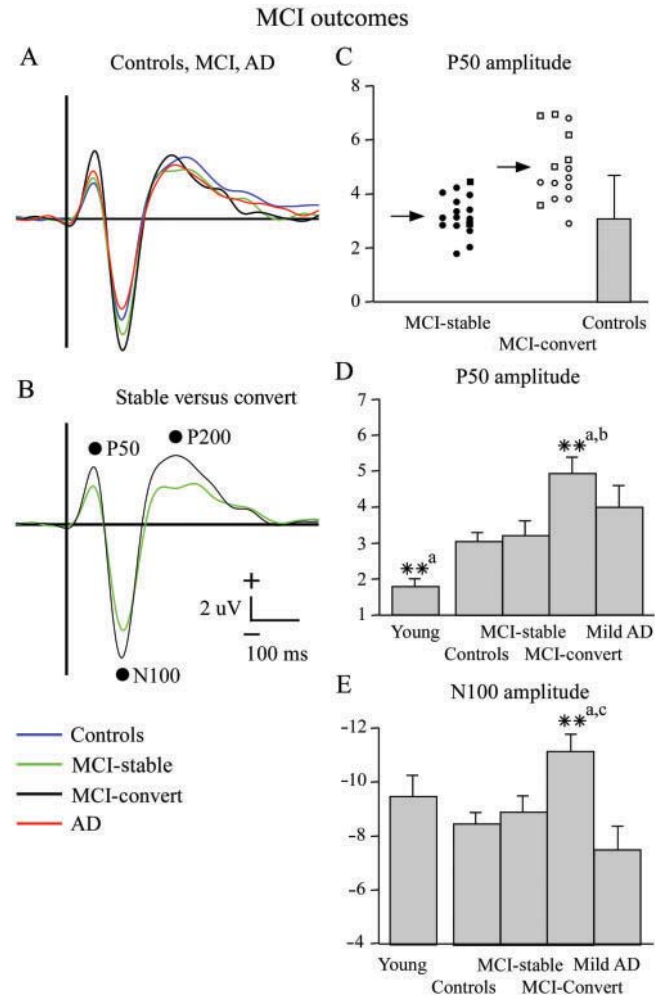 MCI outcomes
A
Controls, MCI, AD
B
Stable versus convert
P50
P200
N100
+
2 uV
−
100 ms
Controls
MCI-stable
MCI-convert
AD
C
P50 amplitude
8
6
4
2
0
MCI-stable
Controls
MCI-convert
D
P50 amplitude
7
6
5
4
3
2
1
**a
**a,b
Young
MCI-stable
Mild AD
Controls
MCI-convert
E
N100 amplitude
–12
–10
–8
–6
–4
**a,c
Young
MCI-stable
Mild AD
Controls
MCI-Convert